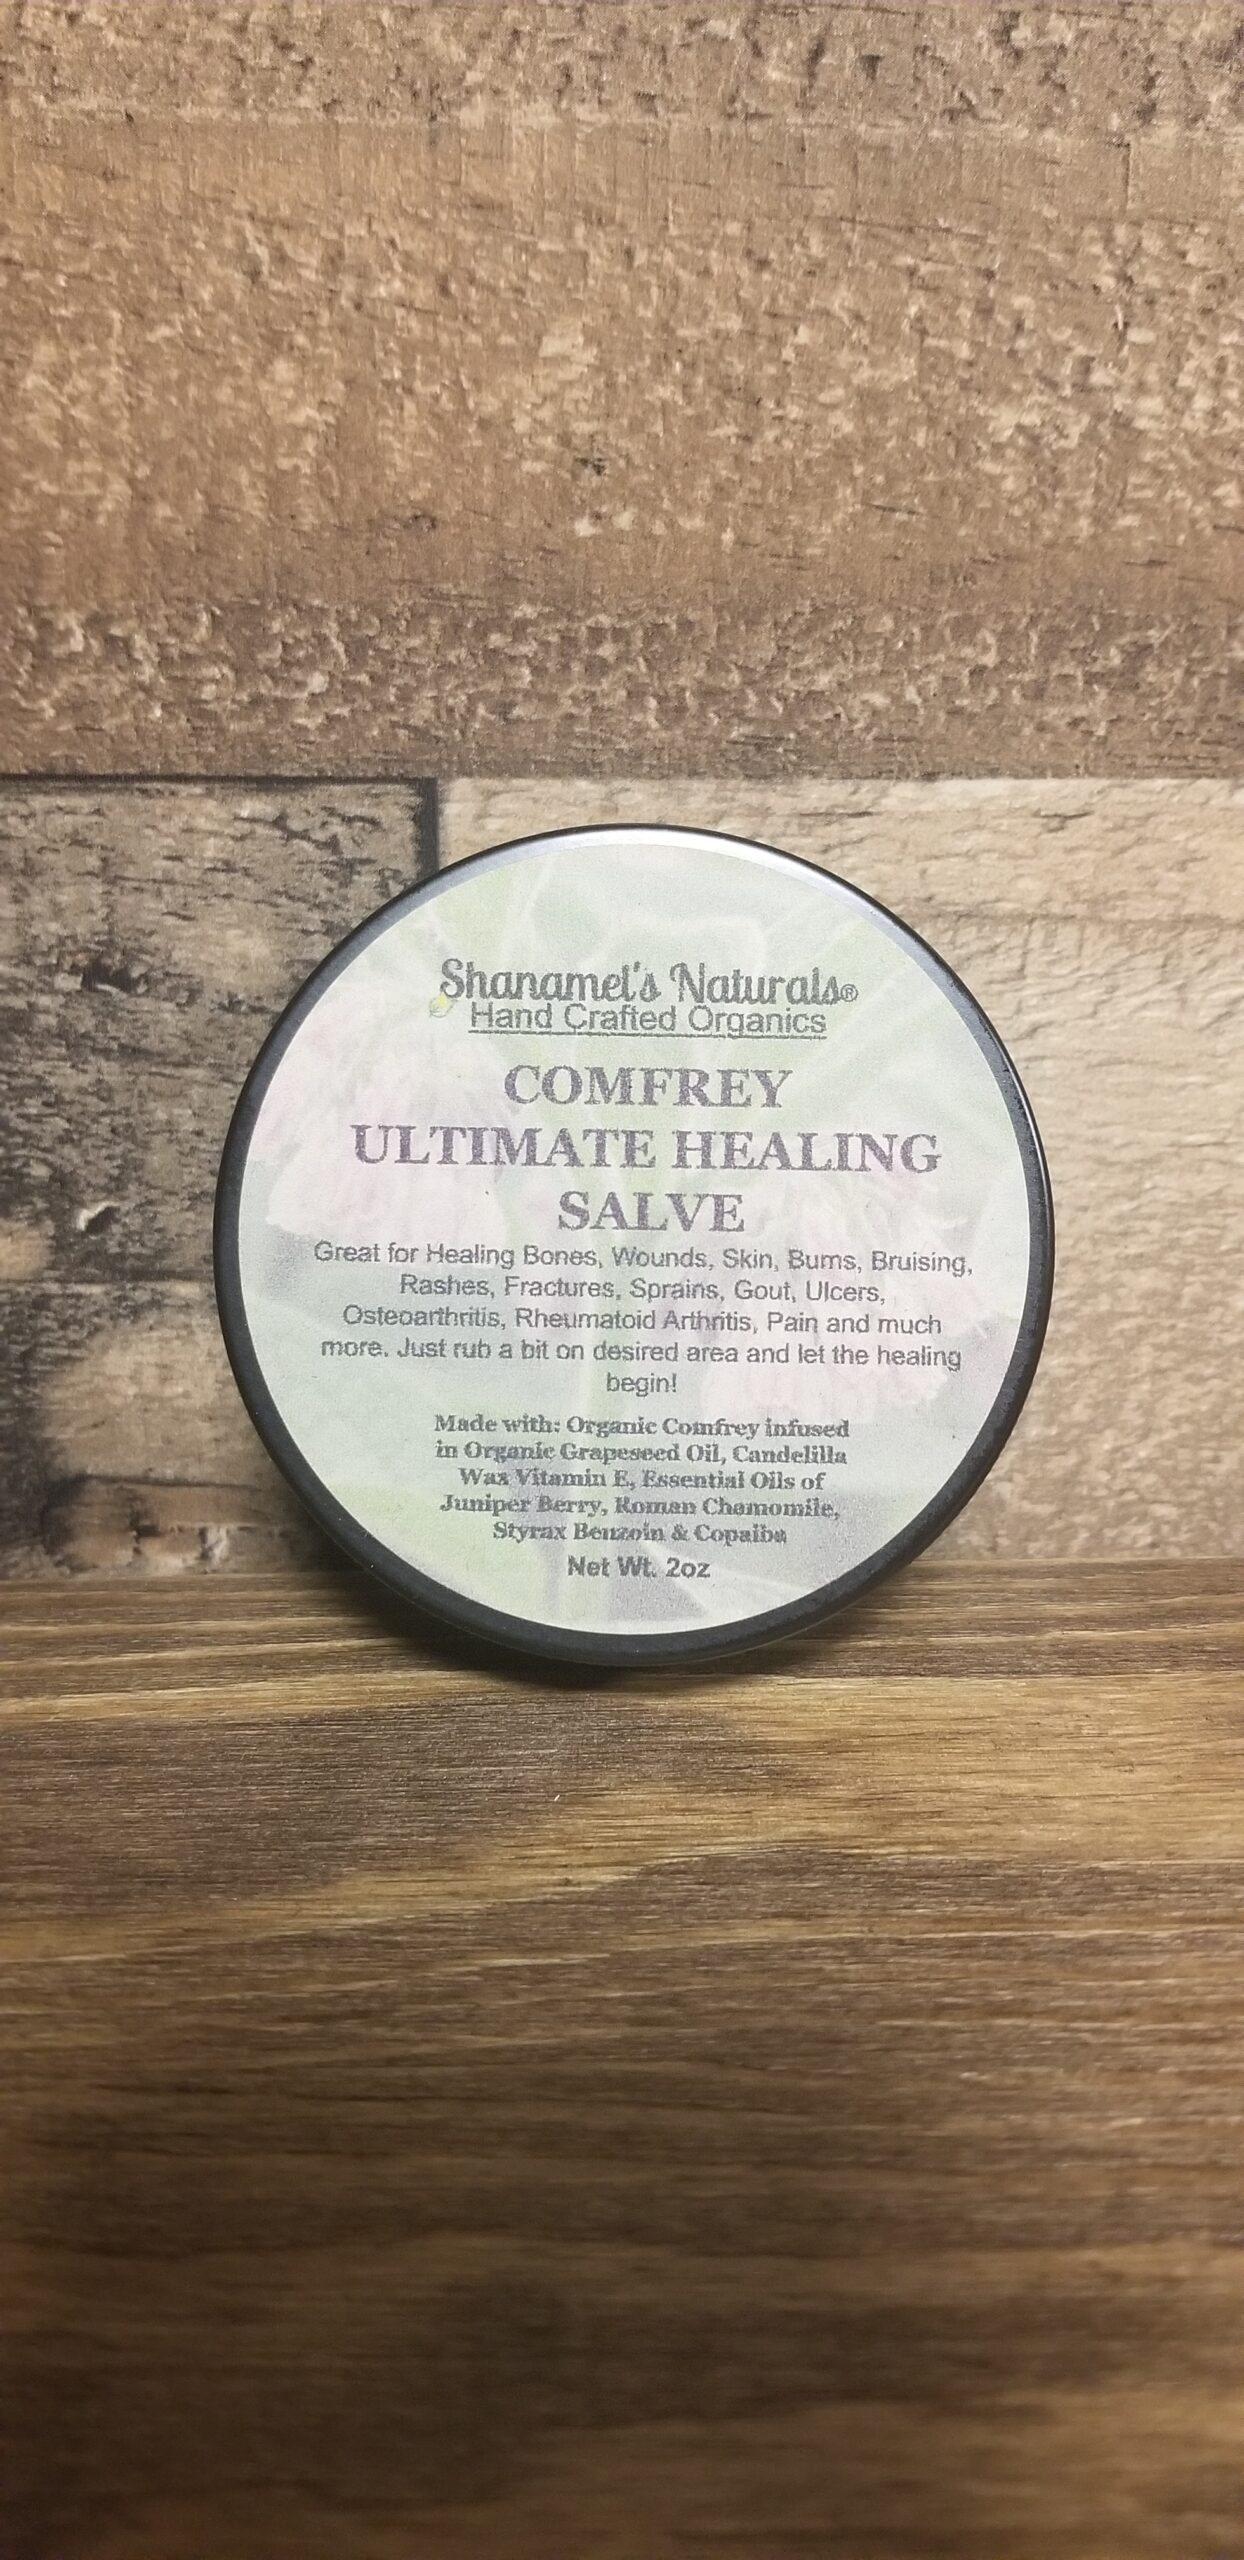 Shanamel's Naturals®
Hand Crafted Organics
COMFREY
ULTIMATE HEALING
SALVE
Great for Healing Bones, Wounds, Skin, Burns, Bruising,
Rashes, Fractures, Sprains, Gout, Ulcers,
Osteoarthritis, Rheumatoid Arthritis, Pain and much
more. Just rub a bit on desired area and let the healing
begin!
Made with: Organic Comfrey infused
in Organic Grapeseed Oil, Candelilla
Wax Vitamin E, Essential Oils of
Juniper Berry, Roman Chamomile,
Styrax Benzoin & Copaiba
Net Wt. 2oz